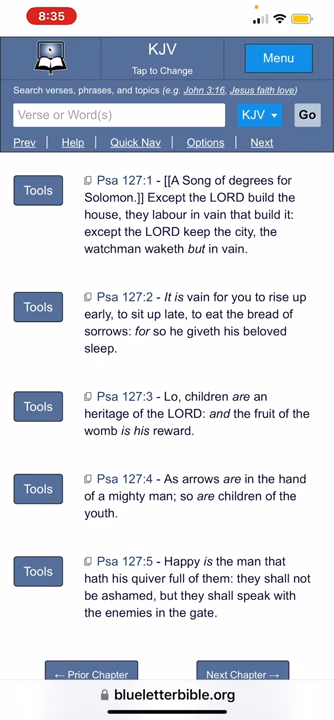 8:35
KJV
Tap to Change
Menu
Search verses, phrases, and topics (e.g. John 3:16, Jesus faith love)
Verse or Word(s)
KJV
Go
Prev | Help | Quick Nav | Options | Next
Tools
Psa 127:1 - [[A Song of degrees for
Solomon.]] Except the LORD build the
house, they labour in vain that build it:
except the LORD keep the city, the
watchman waketh but in vain.
Tools
Psa 127:2 - It is vain for you to rise up
early, to sit up late, to eat the bread of
sorrows: for so he giveth his beloved
sleep.
Tools
Psa 127:3 - Lo, children are an
heritage of the LORD: and the fruit of the
womb is his reward.
Tools
Psa 127:4 - As arrows are in the hand
of a mighty man; so are children of the
youth.
Tools
Psa 127:5 - Happy is the man that
hath his quiver full of them: they shall not
be ashamed, but they shall speak with
the enemies in the gate.
← Prior Chapter
Next Chapter →
blueletterbible.org